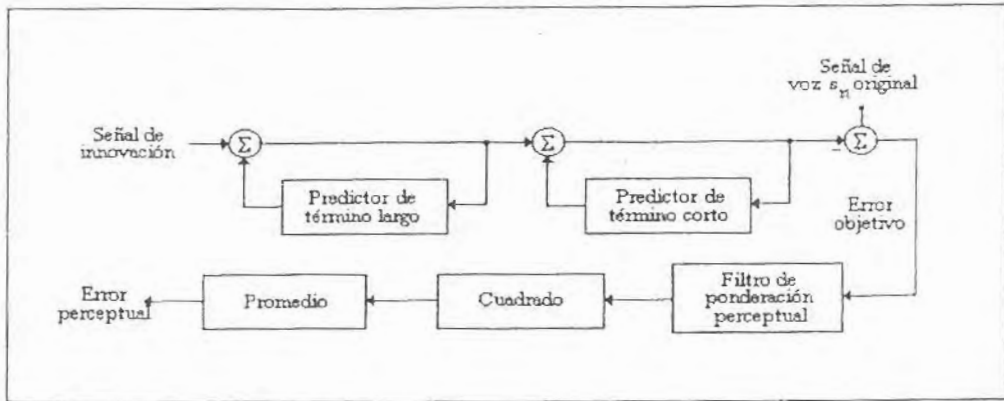 Señal de
voz sn original
Señal de
innovación
Σ
Σ
Σ
-
Predictor de
término largo
Predictor de
término corto
Error
objetivo
Error
perceptual
Promedio
Cuadrado
Filtro de
ponderación
perceptual